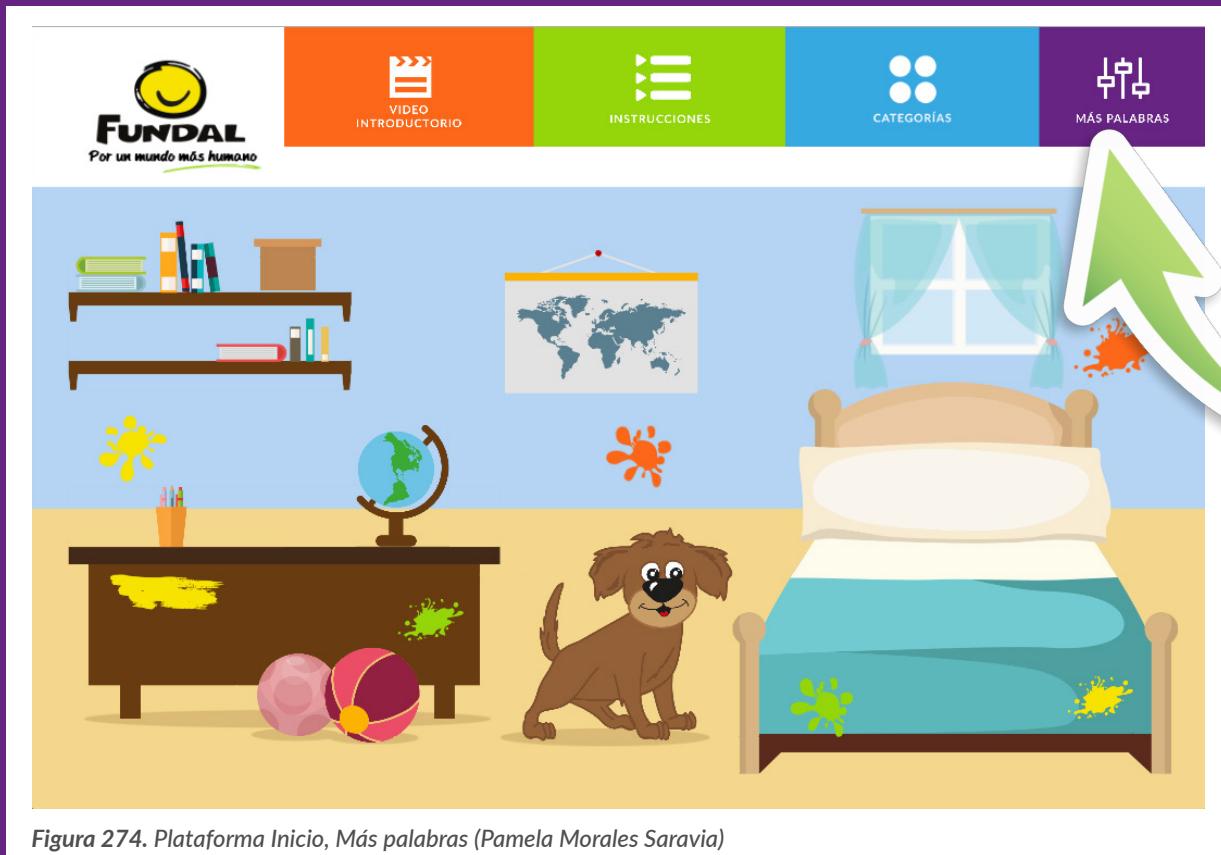 FUNDAL
Por un mundo más humano
VIDEO
INTRODUCTORIO
INSTRUCCIONES
CATEGORÍAS
MÁS PALABRAS
Figura 274. Plataforma Inicio, Más palabras (Pamela Morales Saravia)